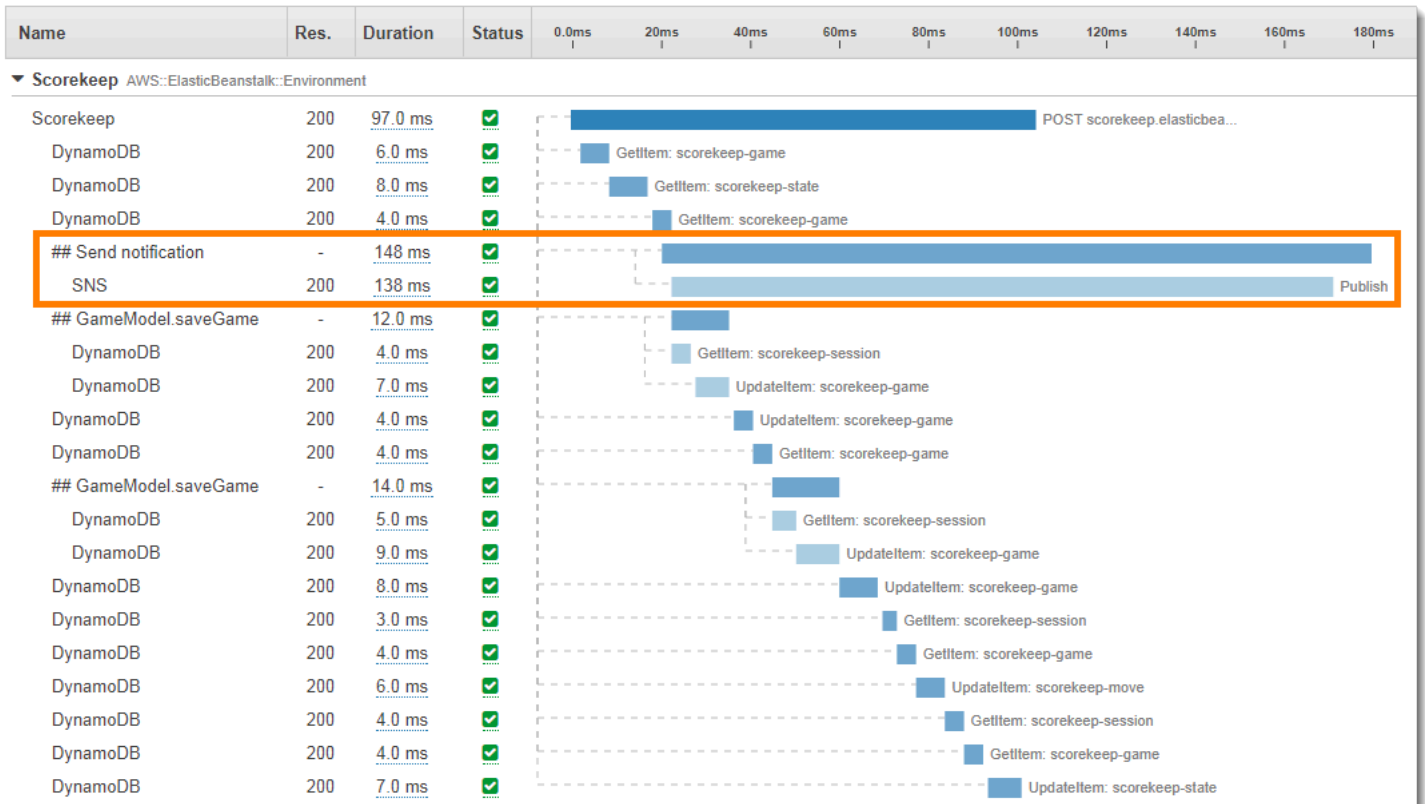 Name Res. Duration Status 0.0ms 20ms 40ms 60ms 80ms 100ms 120ms 140ms 160ms 180ms
Scorekeep AWS::ElasticBeanstalk::Environment
Scorekeep 200 97.0 ms POST scorekeep.elasticbea...
DynamoDB 200 6.0 ms GetItem: scorekeep-game
DynamoDB 200 8.0 ms GetItem: scorekeep-state
DynamoDB 200 4.0 ms GetItem: scorekeep-game
## Send notification - 148 ms
SNS 200 138 ms Publish
## GameModel.saveGame - 12.0 ms
DynamoDB 200 4.0 ms GetItem: scorekeep-session
DynamoDB 200 7.0 ms UpdateItem: scorekeep-game
DynamoDB 200 4.0 ms UpdateItem: scorekeep-game
DynamoDB 200 4.0 ms GetItem: scorekeep-game
## GameModel.saveGame - 14.0 ms
DynamoDB 200 5.0 ms GetItem: scorekeep-session
DynamoDB 200 9.0 ms UpdateItem: scorekeep-game
DynamoDB 200 8.0 ms UpdateItem: scorekeep-game
DynamoDB 200 3.0 ms GetItem: scorekeep-session
DynamoDB 200 4.0 ms GetItem: scorekeep-game
DynamoDB 200 6.0 ms UpdateItem: scorekeep-move
DynamoDB 200 4.0 ms GetItem: scorekeep-session
DynamoDB 200 4.0 ms GetItem: scorekeep-game
DynamoDB 200 7.0 ms UpdateItem: scorekeep-state